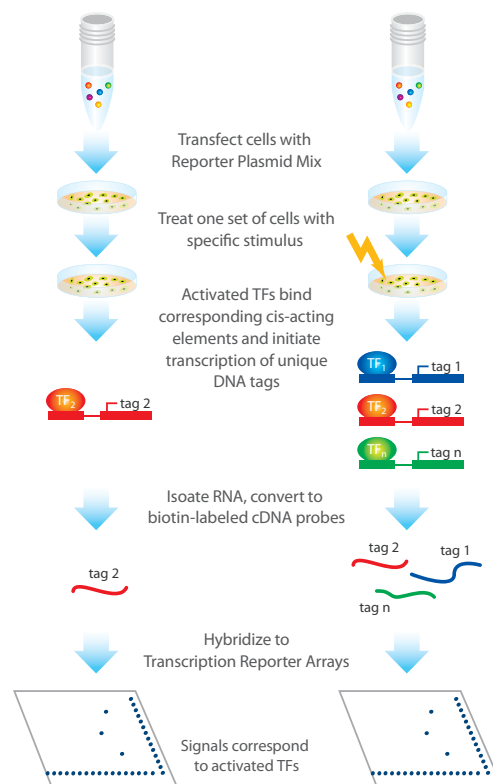 Transfect cells with
Reporter Plasmid Mix
Treat one set of cells with
specific stimulus
Activated TFs bind
corresponding cis-acting
elements and initiate
transcription of unique
DNA tags
TF2 tag 2
TF1 tag 1
TF2 tag 2
TFn tag n
Isoate RNA, convert to
biotin-labeled cDNA probes
tag 2
tag 2
tag 1
tag n
Hybridize to
Transcription Reporter Arrays
Signals correspond
to activated TFs